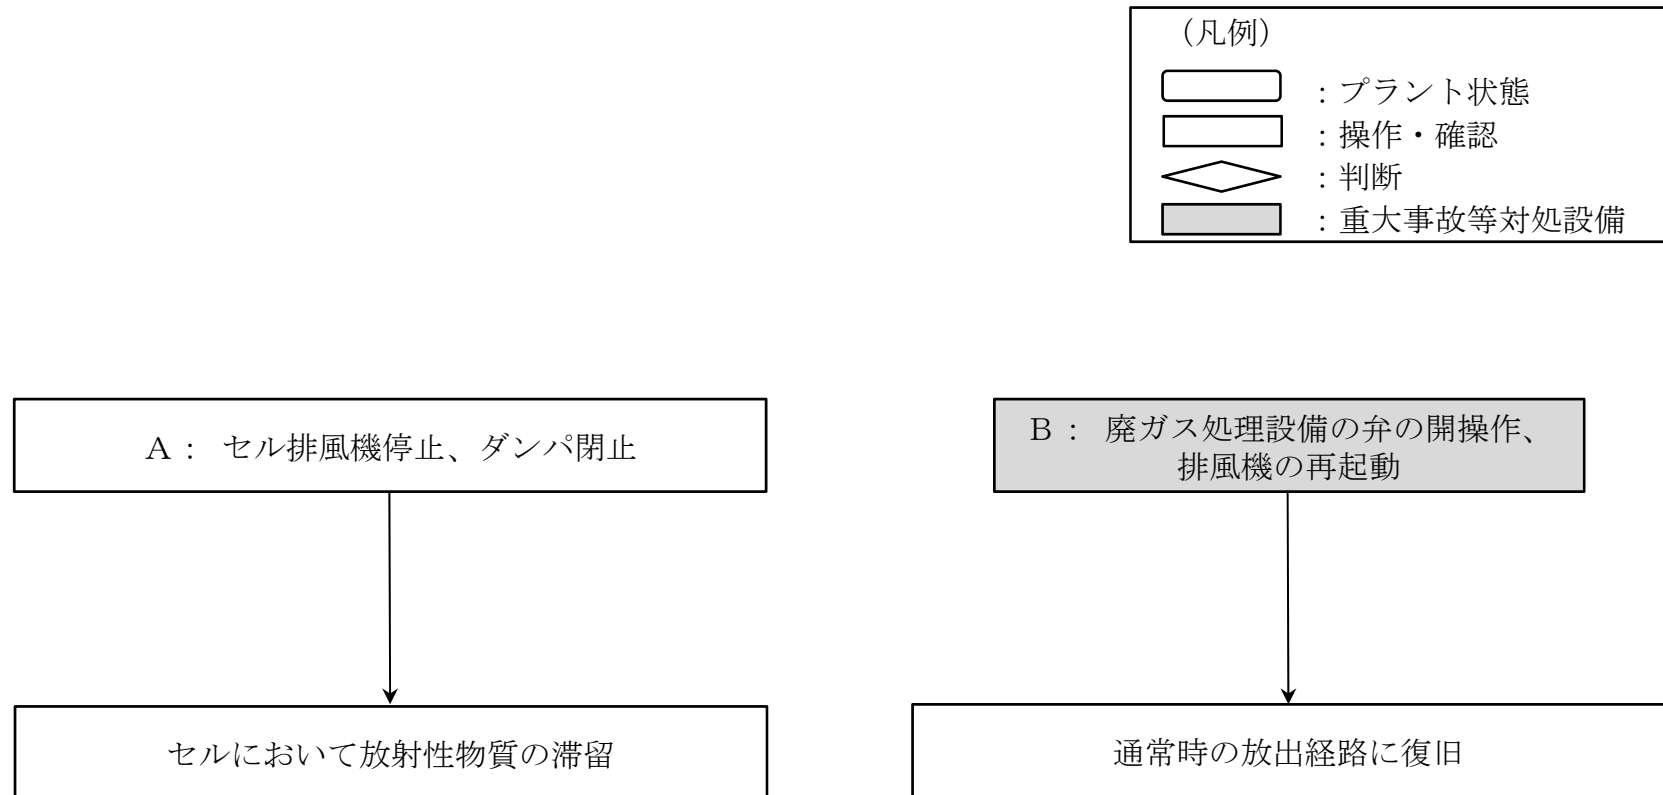 （凡例）
：プラント状態
：操作・確認
：判断
：重大事故等対処設備
Ａ： セル排風機停止、ダンパ閉止
Ｂ： 廃ガス処理設備の弁の開操作、
排風機の再起動
セルにおいて放射性物質の滞留
通常時の放出経路に復旧